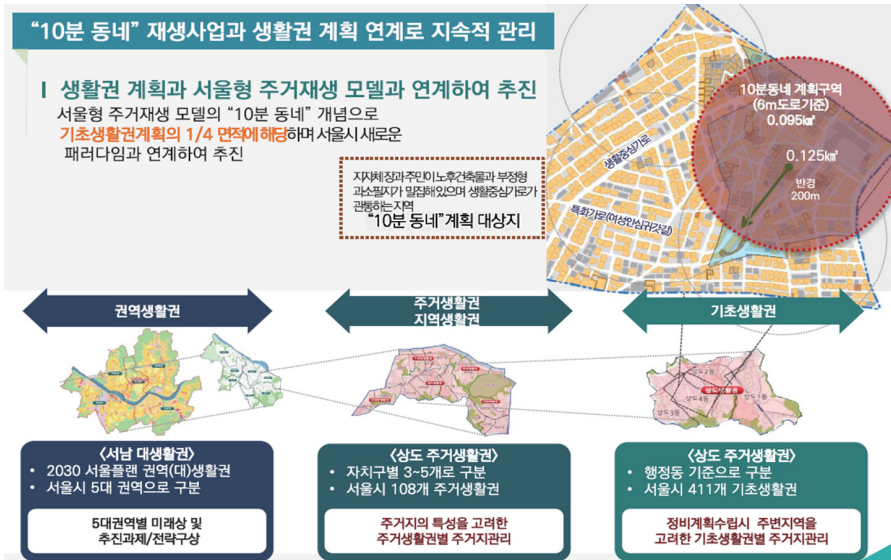 “10분 동네” 재생사업과 생활권 계획 연계로 지속적 관리
I 생활권 계획과 서울형 주거재생 모델과 연계하여 추진
서울형 주거재생 모델의 “10분 동네” 개념으로
기초생활권계획의 1/4 면적에 해당하며 서울시 새로운
패러다임과 연계하여 추진
지자체장과 주민이 노후건축물과 부정형
과소필지가 밀집해 있으며 생활중심가로가
관통하는 지역
“10분 동네”계획 대상지
10분동네 계획구역
(6m도로기준)
0.095㎢
0.125㎢
반경
200m
생활중심가로
특화가로(여성안심귀갓길)
권역생활권
주거생활권
지역생활권
기초생활권
상도2동
상도4동
상도1동
상도3동
〈서남 대생활권〉
• 2030 서울플랜 권역(대)생활권
• 서울시 5대 권역으로 구분
5대권역별 미래상 및
추진과제/전략구상
〈상도 주거생활권〉
• 자치구별 3~5개로 구분
• 서울시 108개 주거생활권
주거지의 특성을 고려한
주거생활권별 주거지관리
〈상도 주거생활권〉
• 행정동 기준으로 구분
• 서울시 411개 기초생활권
정비계획수립시 주변지역을
고려한 기초생활권별 주거지관리